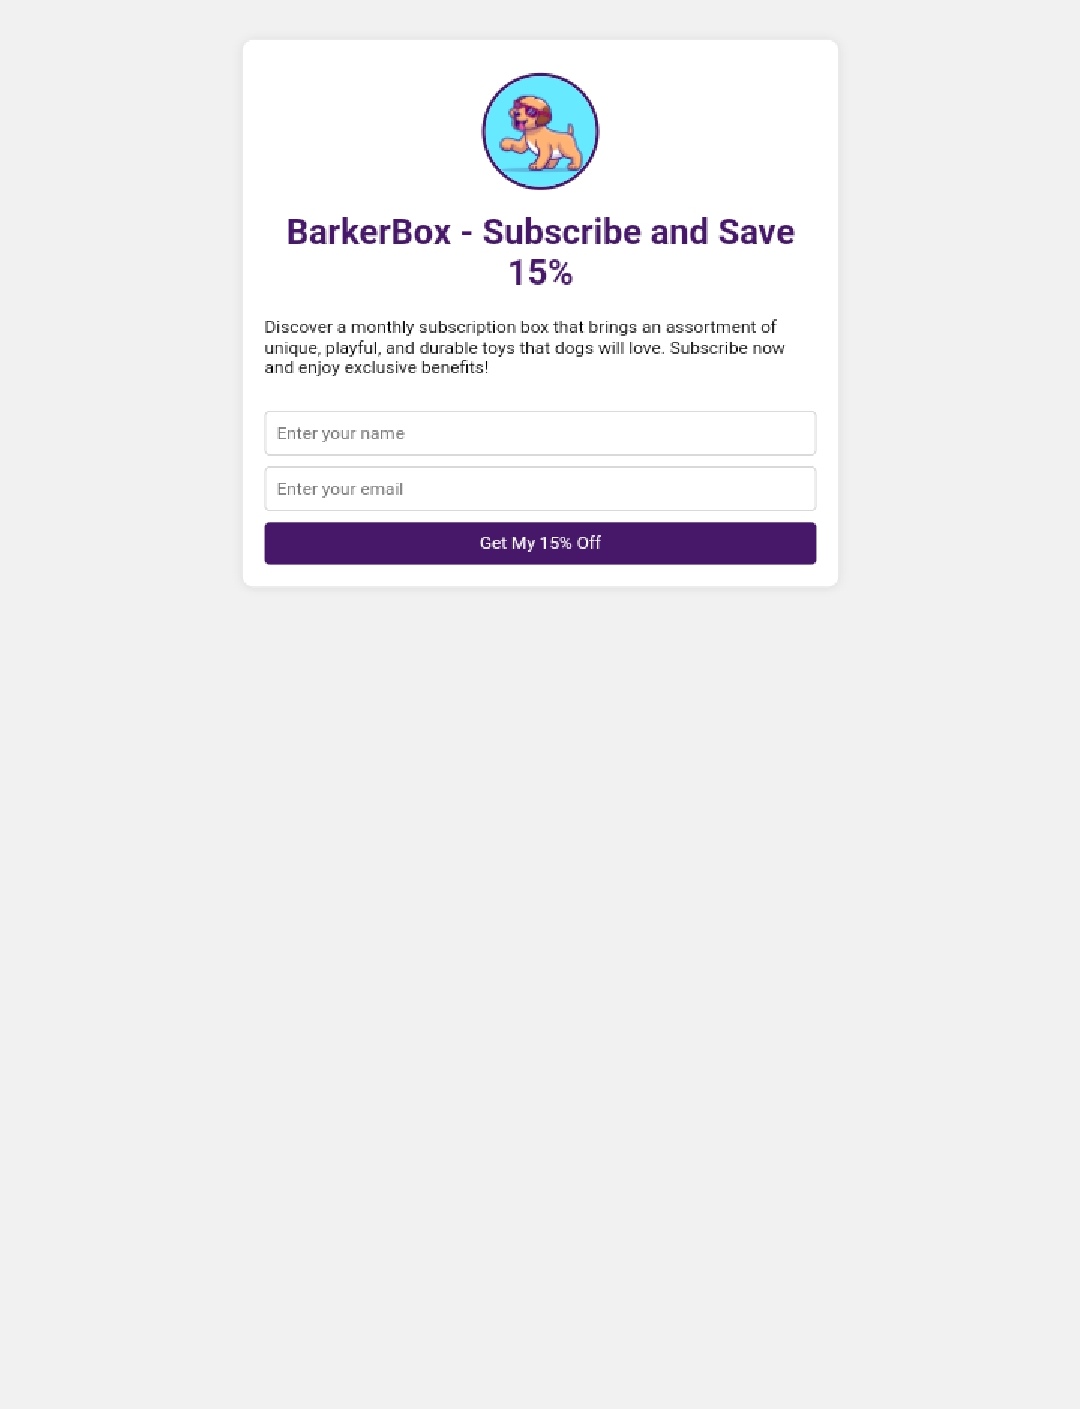 BarkerBox - Subscribe and Save
15%
Discover a monthly subscription box that brings an assortment of
unique, playful, and durable toys that dogs will love. Subscribe now
and enjoy exclusive benefits!
Enter your name
Enter your email
Get My 15% Off